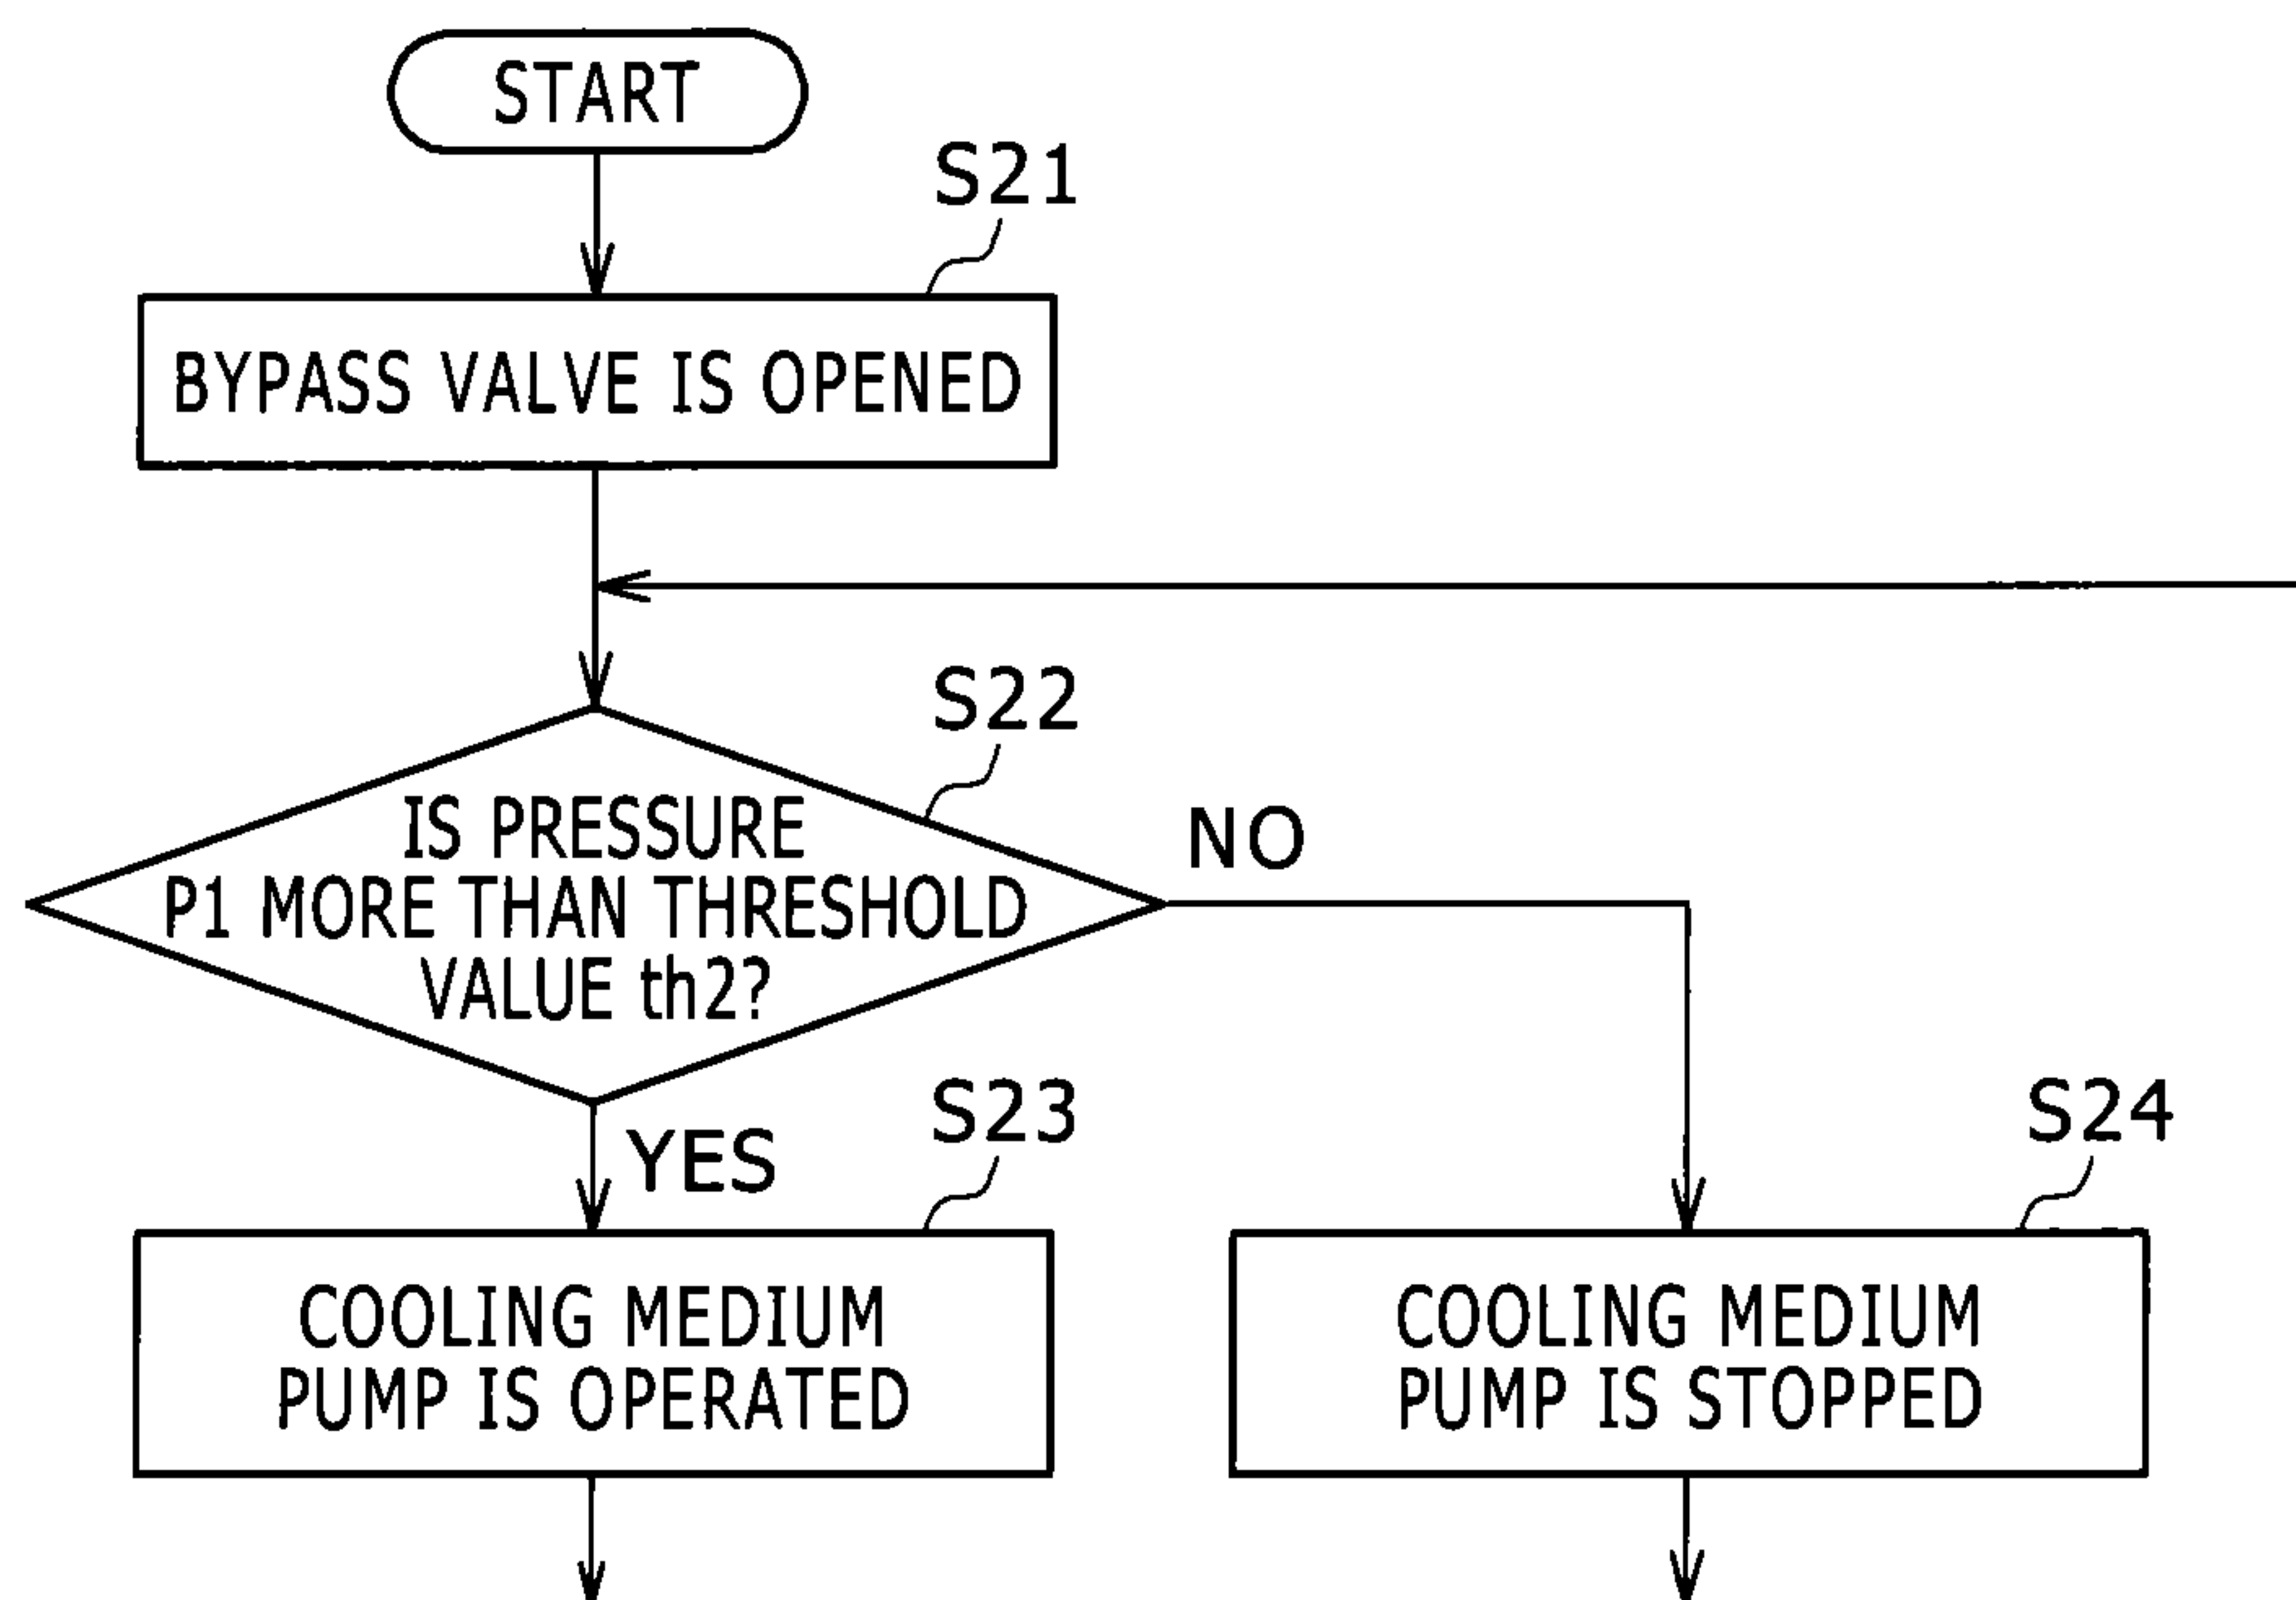 START
S21
BYPASS VALVE IS OPENED
S22
IS PRESSURE
P1 MORE THAN THRESHOLD
VALUE th2?
NO
YES
S23
S24
COOLING MEDIUM
PUMP IS OPERATED
COOLING MEDIUM
PUMP IS STOPPED